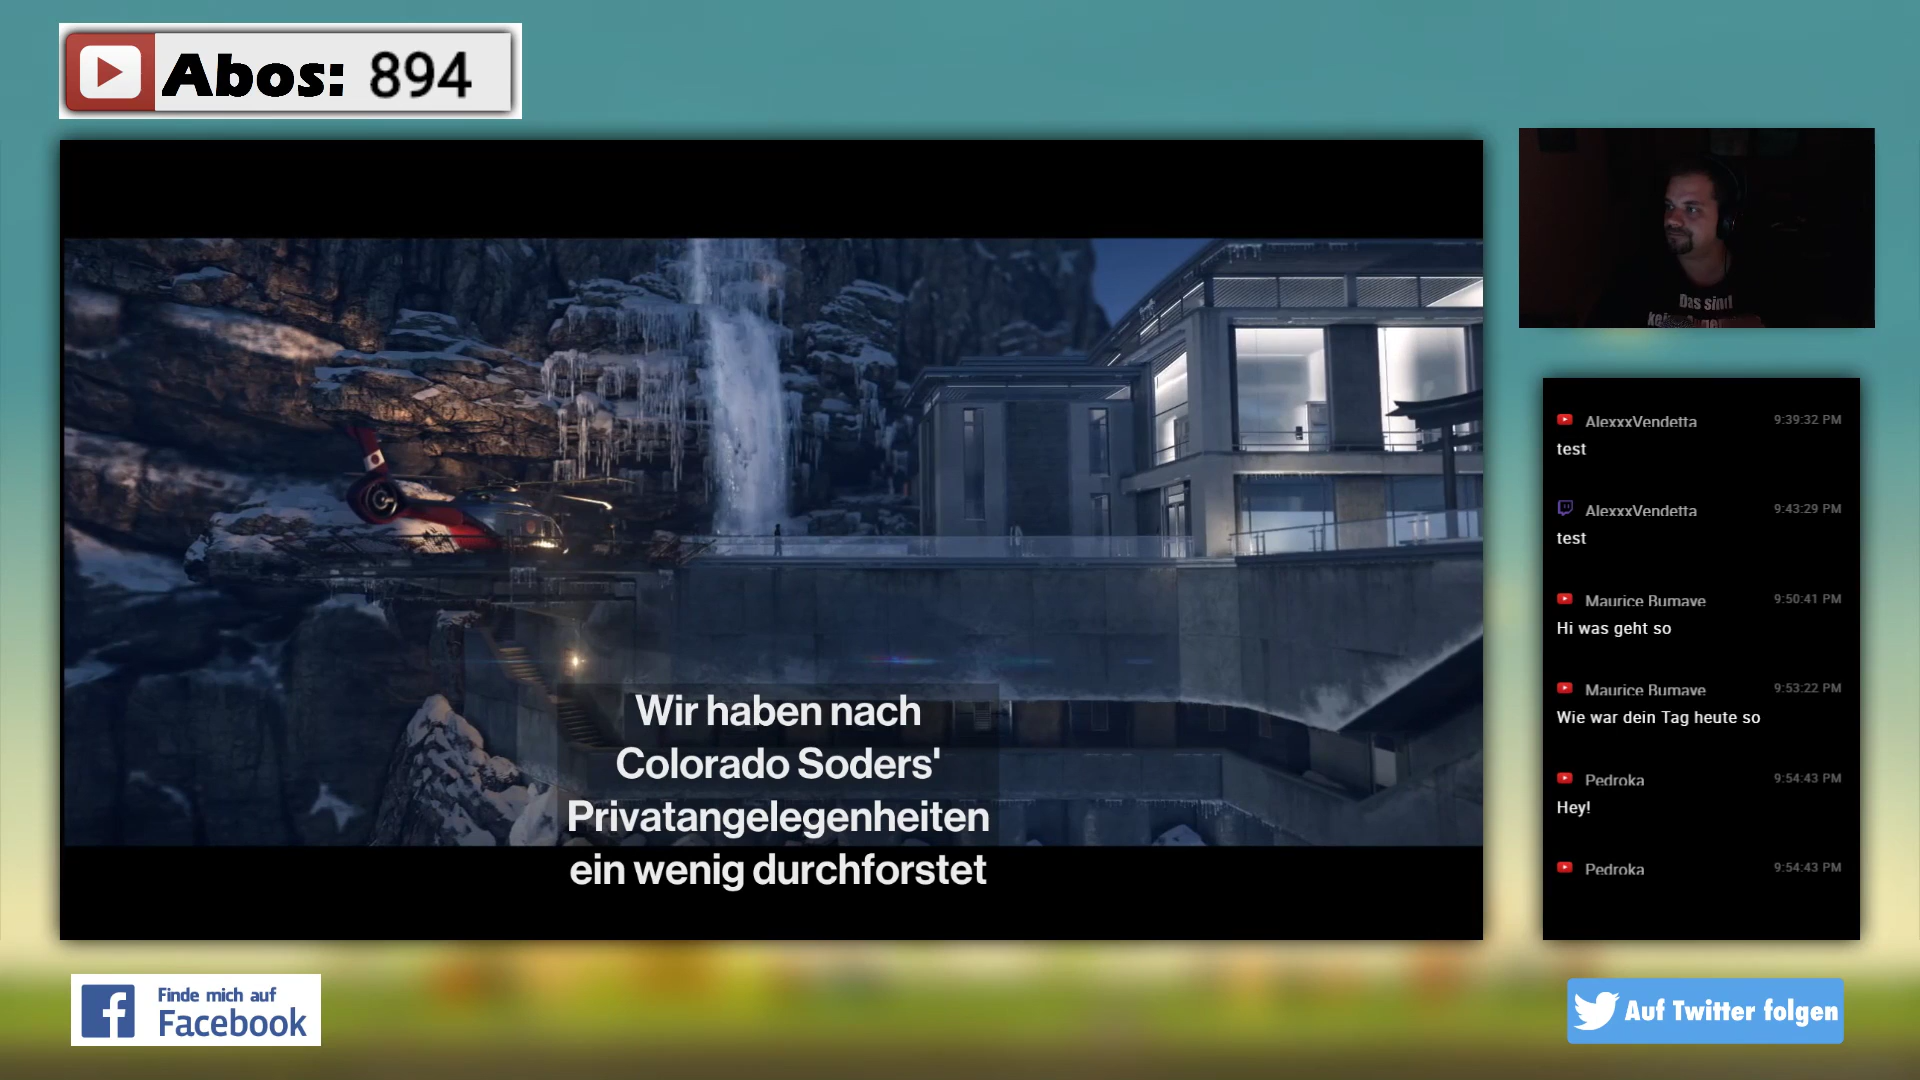 Abos: 894
Das sind
Wir haben nach
Colorado Soders'
Privatangelegenheiten
ein wenig durchforstet
AlexxxVendetta 9:39:32 PM
test
AlexxxVendetta 9:43:29 PM
test
Maurice Bumaye 9:50:41 PM
Hi was geht so
Maurice Bumaye 9:53:22 PM
Wie war dein Tag heute so
Pedroka 9:54:43 PM
Hey!
Pedroka 9:54:43 PM
Finde mich auf
Facebook
Auf Twitter folgen